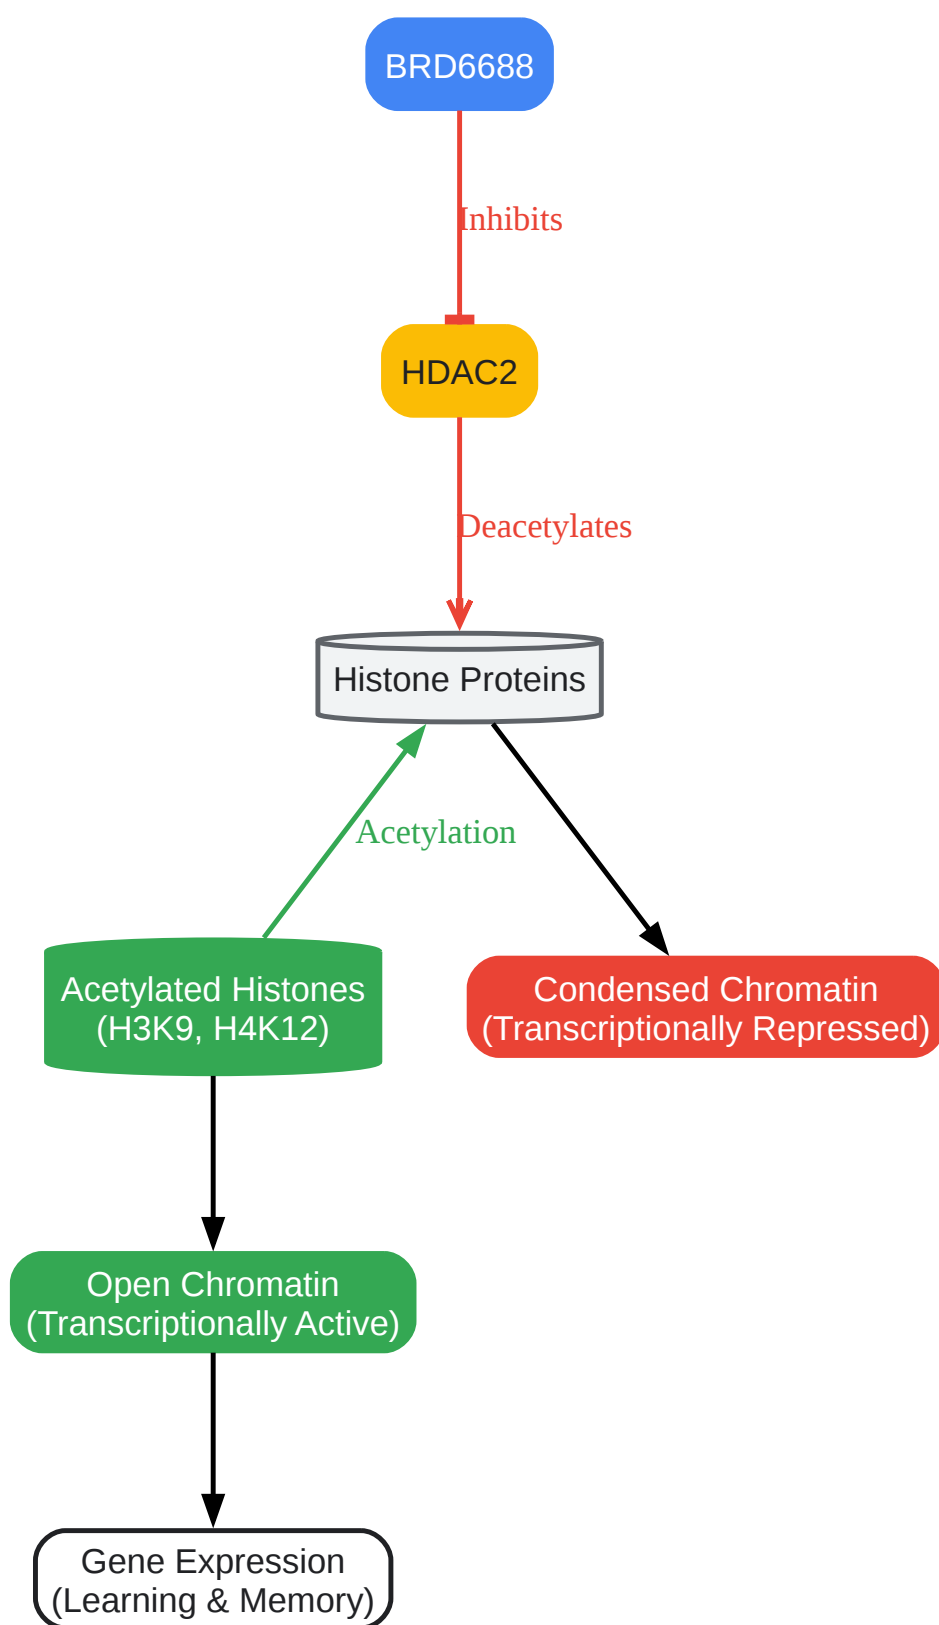 BRD6688
Inhibits
HDAC2
Deacetylates
Histone Proteins
Acetylation
Acetylated Histones
(H3K9, H4K12)
Condensed Chromatin
(Transcriptionally Repressed)
Open Chromatin
(Transcriptionally Active)
Gene Expression
(Learning & Memory)